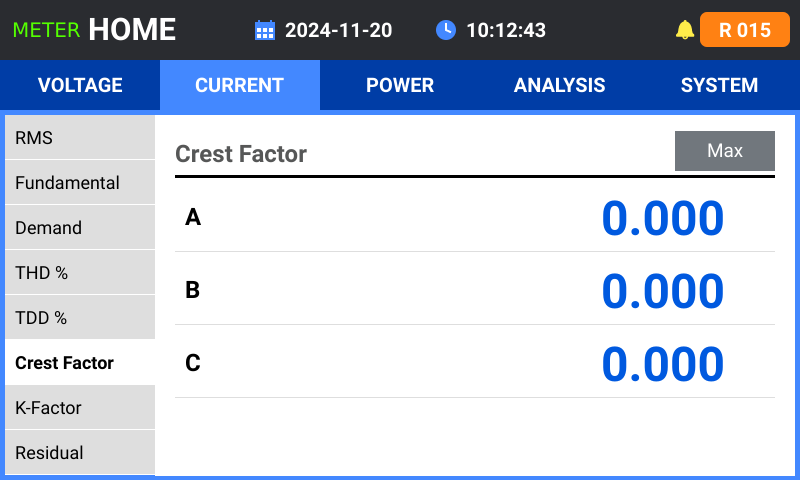 METER HOME 2024-11-20 10:12:43 R 015
VOLTAGE CURRENT POWER ANALYSIS SYSTEM
RMS
Fundamental
Demand
THD %
TDD %
Crest Factor
K-Factor
Residual
Crest Factor Max
A 0.000
B 0.000
C 0.000